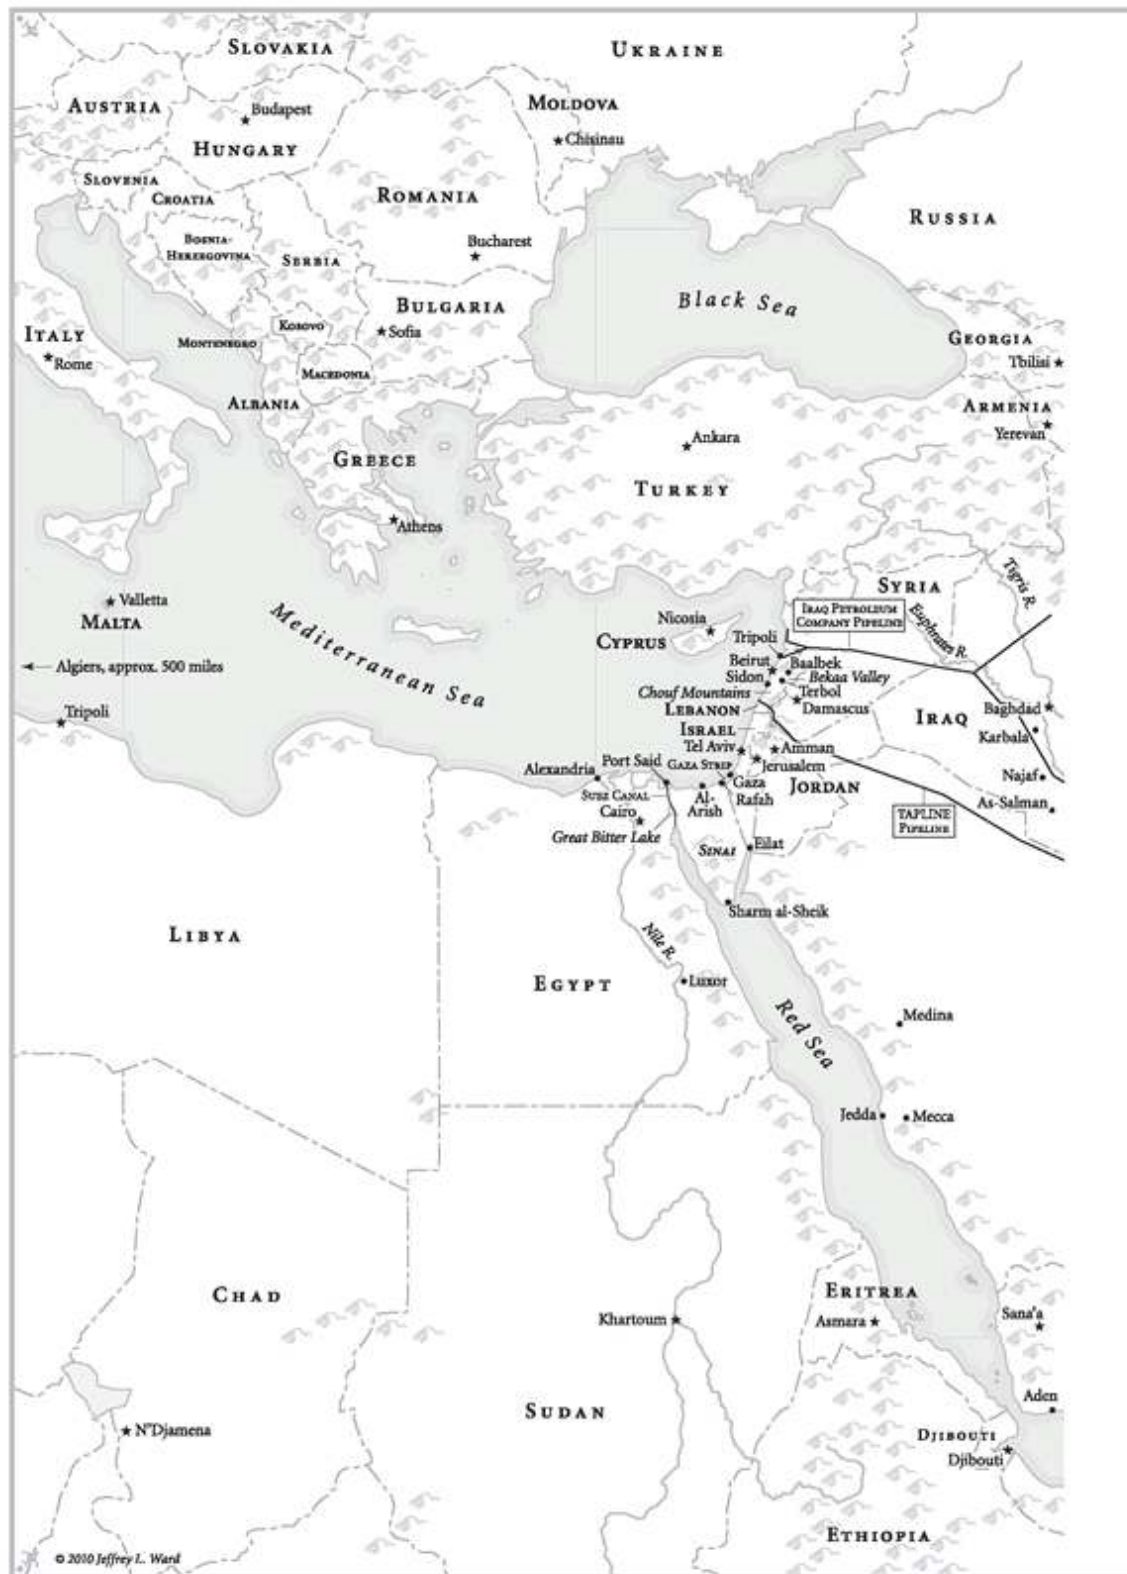 SLOVAKIA
UKRAINE
AUSTRIA
Budapest
MOLDOVA
Chisinau
HUNGARY
SLOVENIA
CROATIA
ROMANIA
RUSSIA
BOSNIA-
HERZEGOVINA
Bucharest
SERBIA
Black Sea
BULGARIA
KOSOVO
Sofia
ITALY
Rome
MONTENEGRO
GEORGIA
Tbilisi
MACEDONIA
ALBANIA
ARMENIA
Yerevan
Ankara
GREECE
TURKEY
Athens
Tigris R.
SYRIA
Valletta
MALTA
Mediterranean Sea
Nicosia
CYPRUS
IRAQ PETROLEUM
COMPANY PIPELINE
Euphrates R.
Tripoli
Algiers, approx. 500 miles
Beirut
Baalbek
Sidon
Bekaa Valley
Chouf Mountains
Terbol
LEBANON
Damascus
Tripoli
IRAQ
Baghdad
ISRAEL
Karbala
Tel Aviv
Amman
Port Said
GAZA STRIP
Jerusalem
Alexandria
Najaf
Gaza
JORDAN
SUEZ CANAL
Al-
Arish
Rafah
As-Salman
Cairo
TAPLINE
PIPELINE
Great Bitter Lake
SINAI
Eilat
Sharm al-Sheik
LIBYA
Nile R.
EGYPT
Luxor
Red Sea
Medina
Jedda
Mecca
CHAD
ERITREA
Khartoum
Asmara
Sana'a
Aden
SUDAN
N'Djamena
DJIBOUTI
Djibouti
ETHIOPIA
© 2010 Jeffrey L. Ward